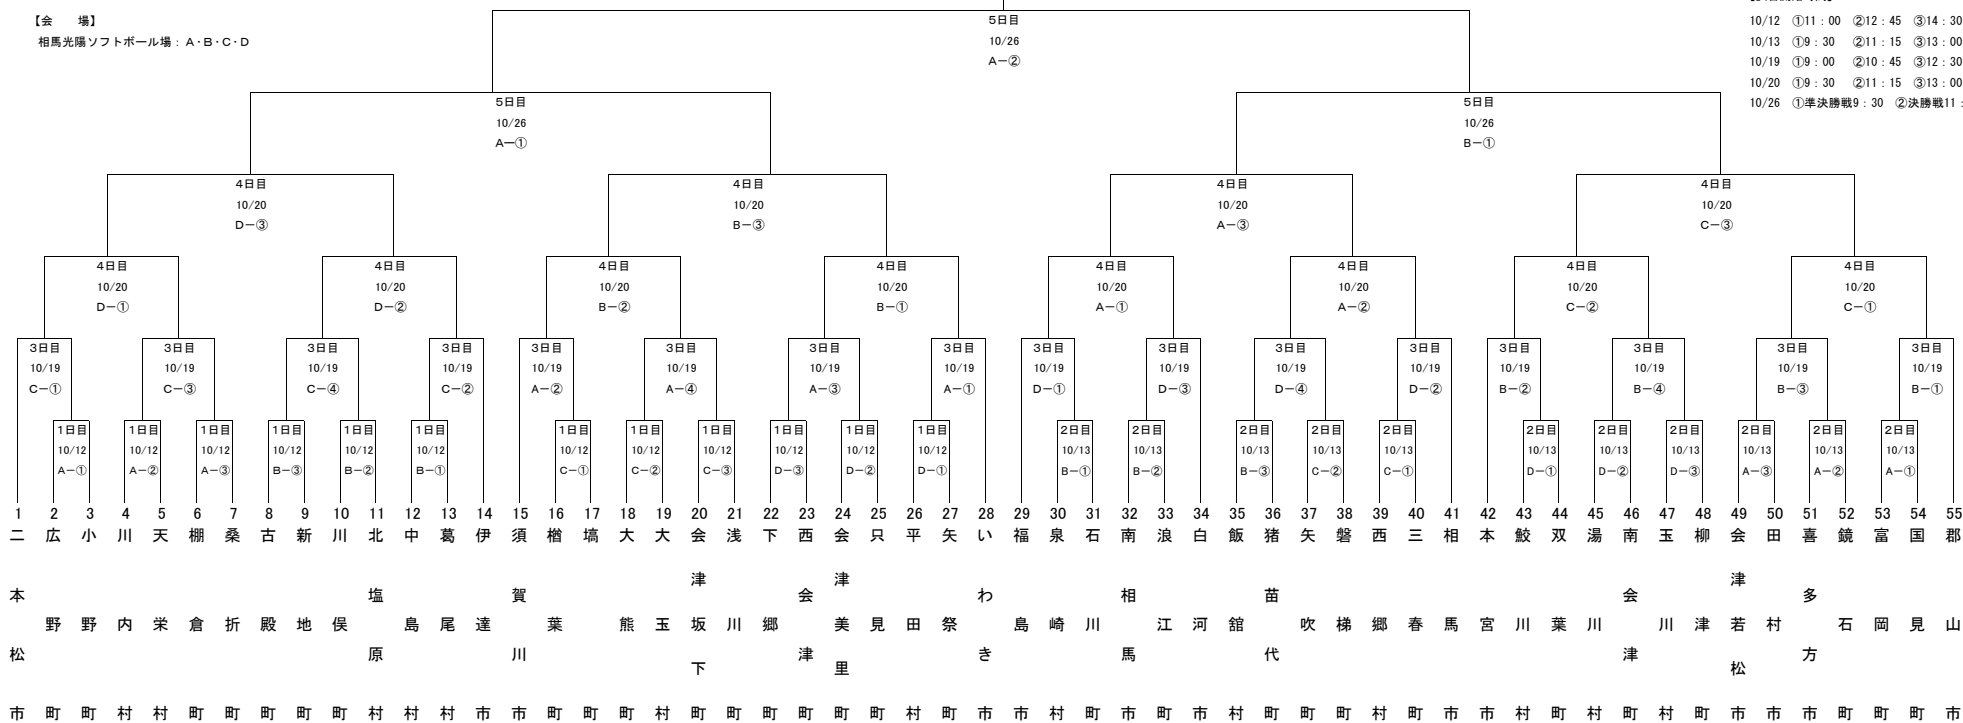 【会　　場】
相馬光陽ソフトボール場：A・B・C・D
10/12　①11：00　②12：45　③14：30
10/13　①9：30　②11：15　③13：00
10/19　①9：00　②10：45　③12：30
10/20　①9：30　②11：15　③13：00
10/26　①準決勝戦9：30　②決勝戦11：
5日目
10/26
A－②
5日目
10/26
A－①
5日目
10/26
B－①
4日目
10/20
D－③
4日目
10/20
B－③
4日目
10/20
A－③
4日目
10/20
C－③
4日目
10/20
D－①
4日目
10/20
D－②
4日目
10/20
B－②
4日目
10/20
B－①
4日目
10/20
A－①
4日目
10/20
A－②
4日目
10/20
C－②
4日目
10/20
C－①
3日目
10/19
C－①
3日目
10/19
C－③
3日目
10/19
C－④
3日目
10/19
C－②
3日目
10/19
A－②
3日目
10/19
A－④
3日目
10/19
A－③
3日目
10/19
A－①
3日目
10/19
D－①
3日目
10/19
D－③
3日目
10/19
D－④
3日目
10/19
D－②
3日目
10/19
B－②
3日目
10/19
B－④
3日目
10/19
B－③
3日目
10/19
B－①
1日目
10/12
A－①
1日目
10/12
A－②
1日目
10/12
A－③
1日目
10/12
B－③
1日目
10/12
B－②
1日目
10/12
B－①
1日目
10/12
C－①
1日目
10/12
C－②
1日目
10/12
C－③
1日目
10/12
D－③
1日目
10/12
D－②
1日目
10/12
D－①
2日目
10/13
B－①
2日目
10/13
B－②
2日目
10/13
B－③
2日目
10/13
C－②
2日目
10/13
C－①
2日目
10/13
D－①
2日目
10/13
D－②
2日目
10/13
D－③
2日目
10/13
A－③
2日目
10/13
A－②
2日目
10/13
A－①
1 二本松市
2 広野町
3 小野町
4 川内村
5 天栄村
6 棚倉町
7 桑折町
8 古殿町
9 新地町
10 川俣町
11 北塩原村
12 中島村
13 葛尾村
14 伊達市
15 須賀川市
16 楢葉町
17 塙町
18 大熊町
19 大玉村
20 会津坂下町
21 浅川町
22 下郷町
23 西会津町
24 会津美里町
25 只見町
26 平田村
27 矢祭町
28 いわき市
29 福島市
30 泉崎村
31 石川町
32 南相馬市
33 浪江町
34 白河市
35 飯舘村
36 猪苗代町
37 矢吹町
38 磐梯町
39 西郷村
40 三春町
41 相馬市
42 本宮市
43 鮫川村
44 双葉町
45 湯川村
46 南会津町
47 玉川村
48 柳津町
49 会津若松市
50 田村市
51 喜多方市
52 鏡石町
53 富岡町
54 国見町
55 郡山市